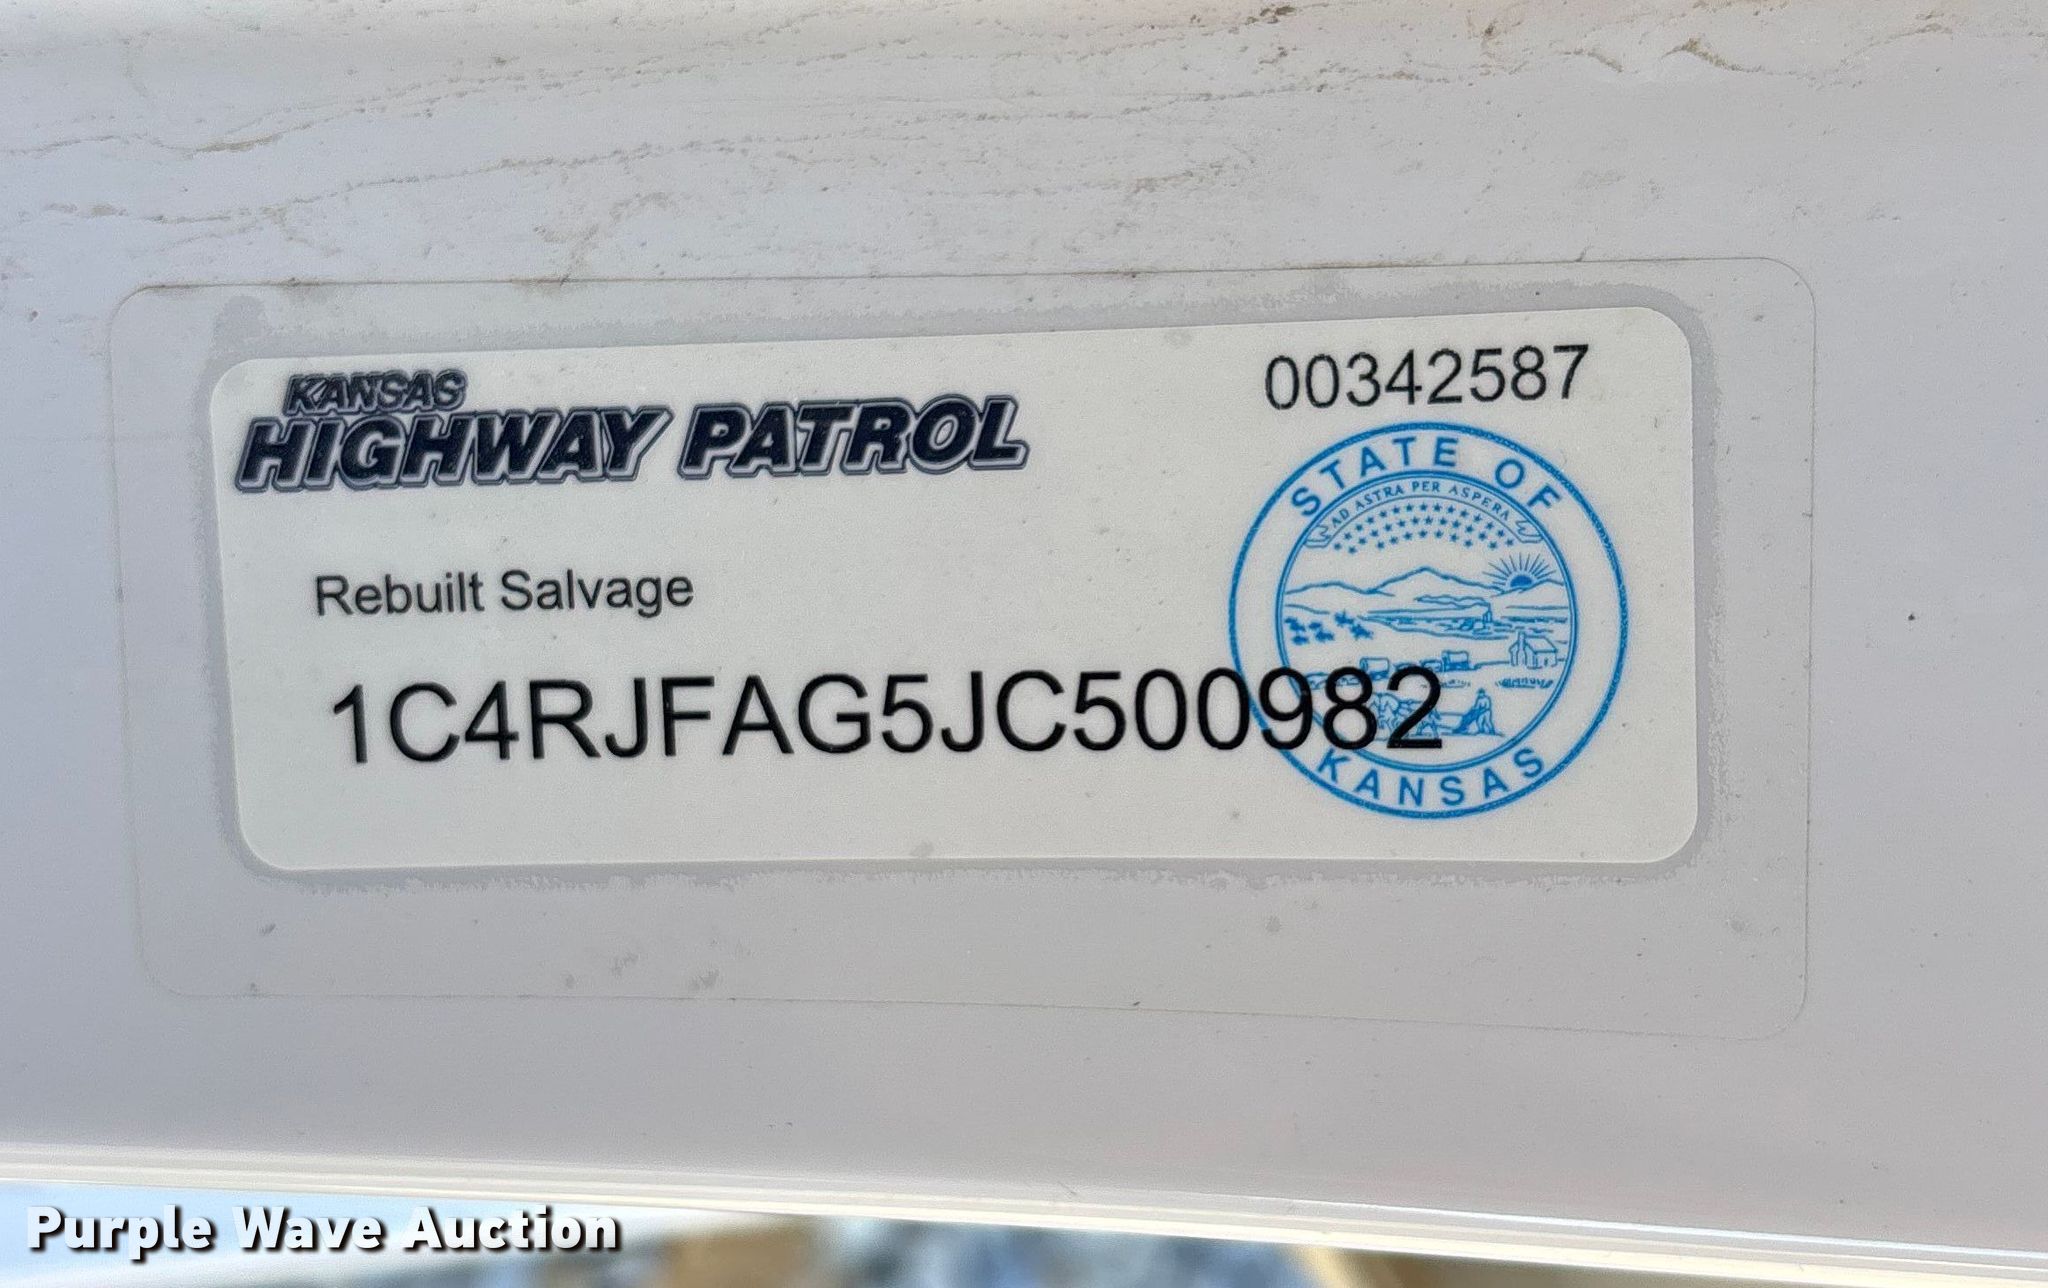 KANSAS
HIGHWAY PATROL
00342587
STATE OF
AD ASTRA PER ASPERA
Rebuilt Salvage
1C4RJFAG5JC500982
KANSAS
Purple Wave Auction